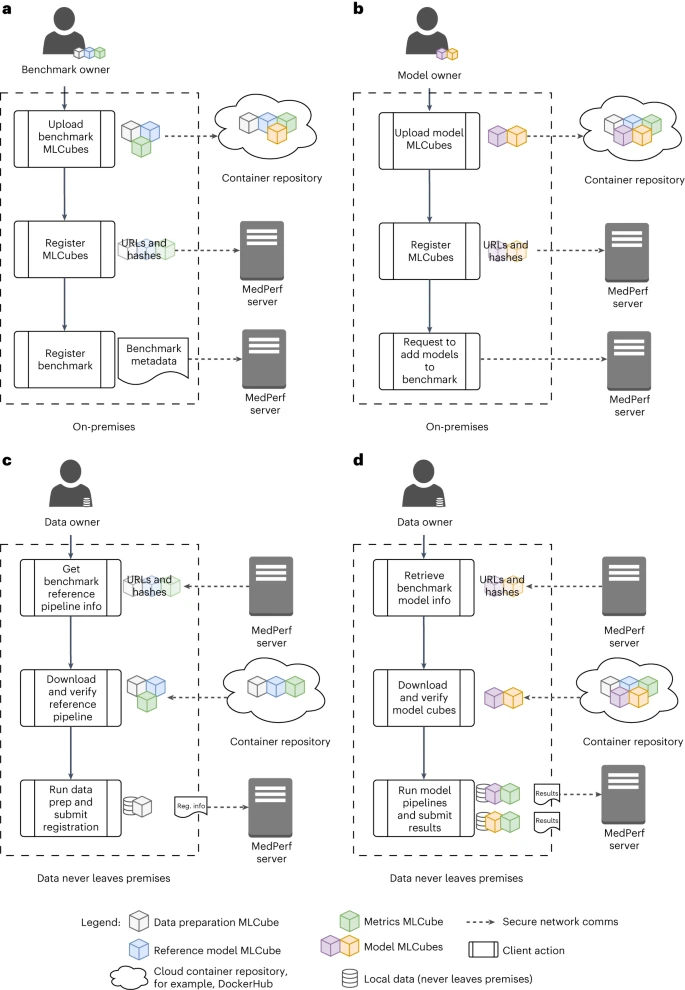 a
Benchmark owner
Upload
benchmark
MLCubes
Container repository
Register
MLCubes
URLs and
hashes
MedPerf
server
Register
benchmark
Benchmark
metadata
MedPerf
server
On-premises
b
Model owner
Upload model
MLCubes
Container repository
Register
MLCubes
URLs and
hashes
MedPerf
server
Request to
add models
to
benchmark
MedPerf
server
On-premises
c
Data owner
Get
benchmark
reference
pipeline info
URLs and
hashes
MedPerf
server
Download
and verify
reference
pipeline
Container repository
Run data
prep and
submit
registration
Reg. info
MedPerf
server
Data never leaves premises
d
Data owner
Retrieve
benchmark
model info
URLs and
hashes
MedPerf
server
Download
and verify
model cubes
Container repository
Run model
pipelines
and submit
results
Results
Results
MedPerf
server
Data never leaves premises
Legend:
Data preparation MLCube
Metrics MLCube
Secure network comms
Reference model MLCube
Model MLCubes
Client action
Cloud container repository,
for example, DockerHub
Local data (never leaves premises)